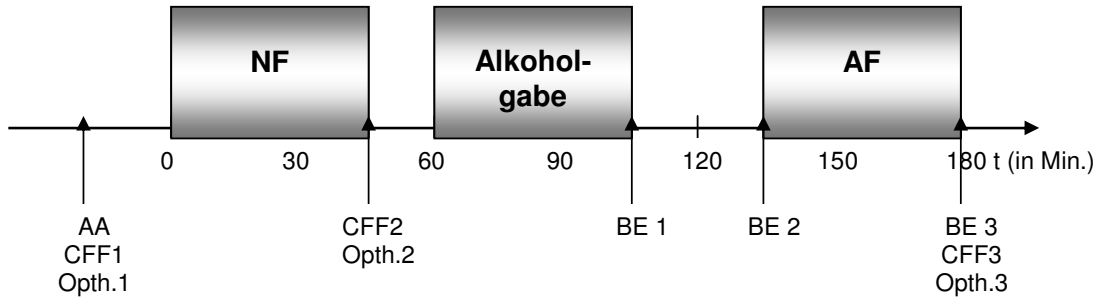 NF
Alkohol-
gabe
AF
0 30 60 90 120 150 180 t (in Min.)
AA
CFF1
Opth.1
CFF2
Opth.2
BE 1
BE 2
BE 3
CFF3
Opth.3